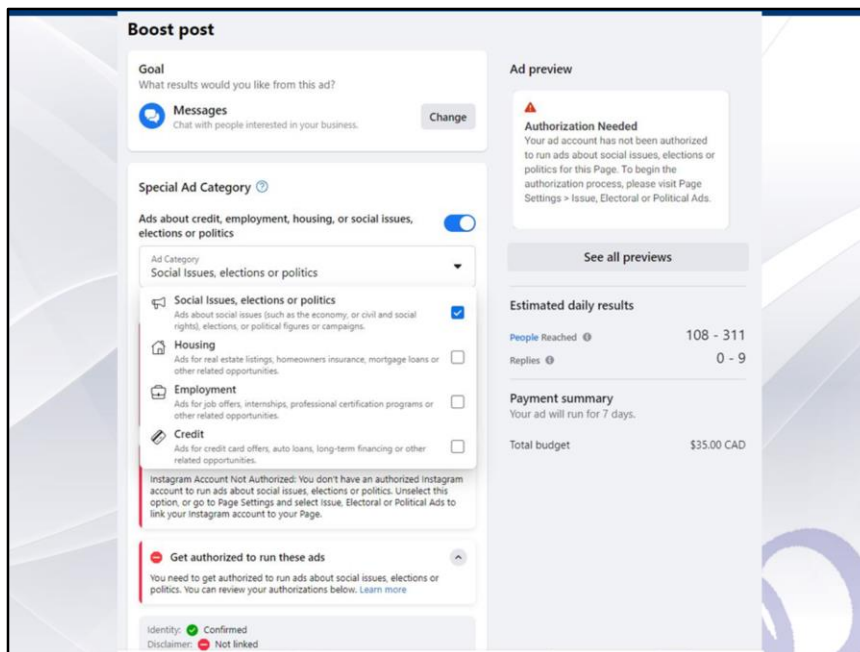 Boost post
Goal
What results would you like from this ad?
Messages
Chat with people interested in your business.
Change
Special Ad Category
Ads about credit, employment, housing, or social issues,
elections or politics
Ad Category
Social Issues, elections or politics
Social Issues, elections or politics
Ads about social issues (such as the economy, or civil and social
rights), elections, or political figures or campaigns.
Housing
Ads for real estate listings, homeowners insurance, mortgage loans or
other related opportunities.
Employment
Ads for job offers, internships, professional certification programs or
other related opportunities.
Credit
Ads for credit card offers, auto loans, long-term financing or other
related opportunities.
Instagram Account Not Authorized: You don't have an authorized Instagram
account to run ads about social issues, elections or politics. Unselect this
option, or go to Page Settings and select Issue, Electoral or Political Ads to
link your Instagram account to your Page.
Get authorized to run these ads
You need to get authorized to run ads about social issues, elections or
politics. You can review your authorizations below. Learn more
Identity: Confirmed
Disclaimer: Not linked
Ad preview
Authorization Needed
Your ad account has not been authorized
to run ads about social issues, elections or
politics for this Page. To begin the
authorization process, please visit Page
Settings > Issue, Electoral or Political Ads.
See all previews
Estimated daily results
People Reached 108 - 311
Replies 0 - 9
Payment summary
Your ad will run for 7 days.
Total budget $35.00 CAD